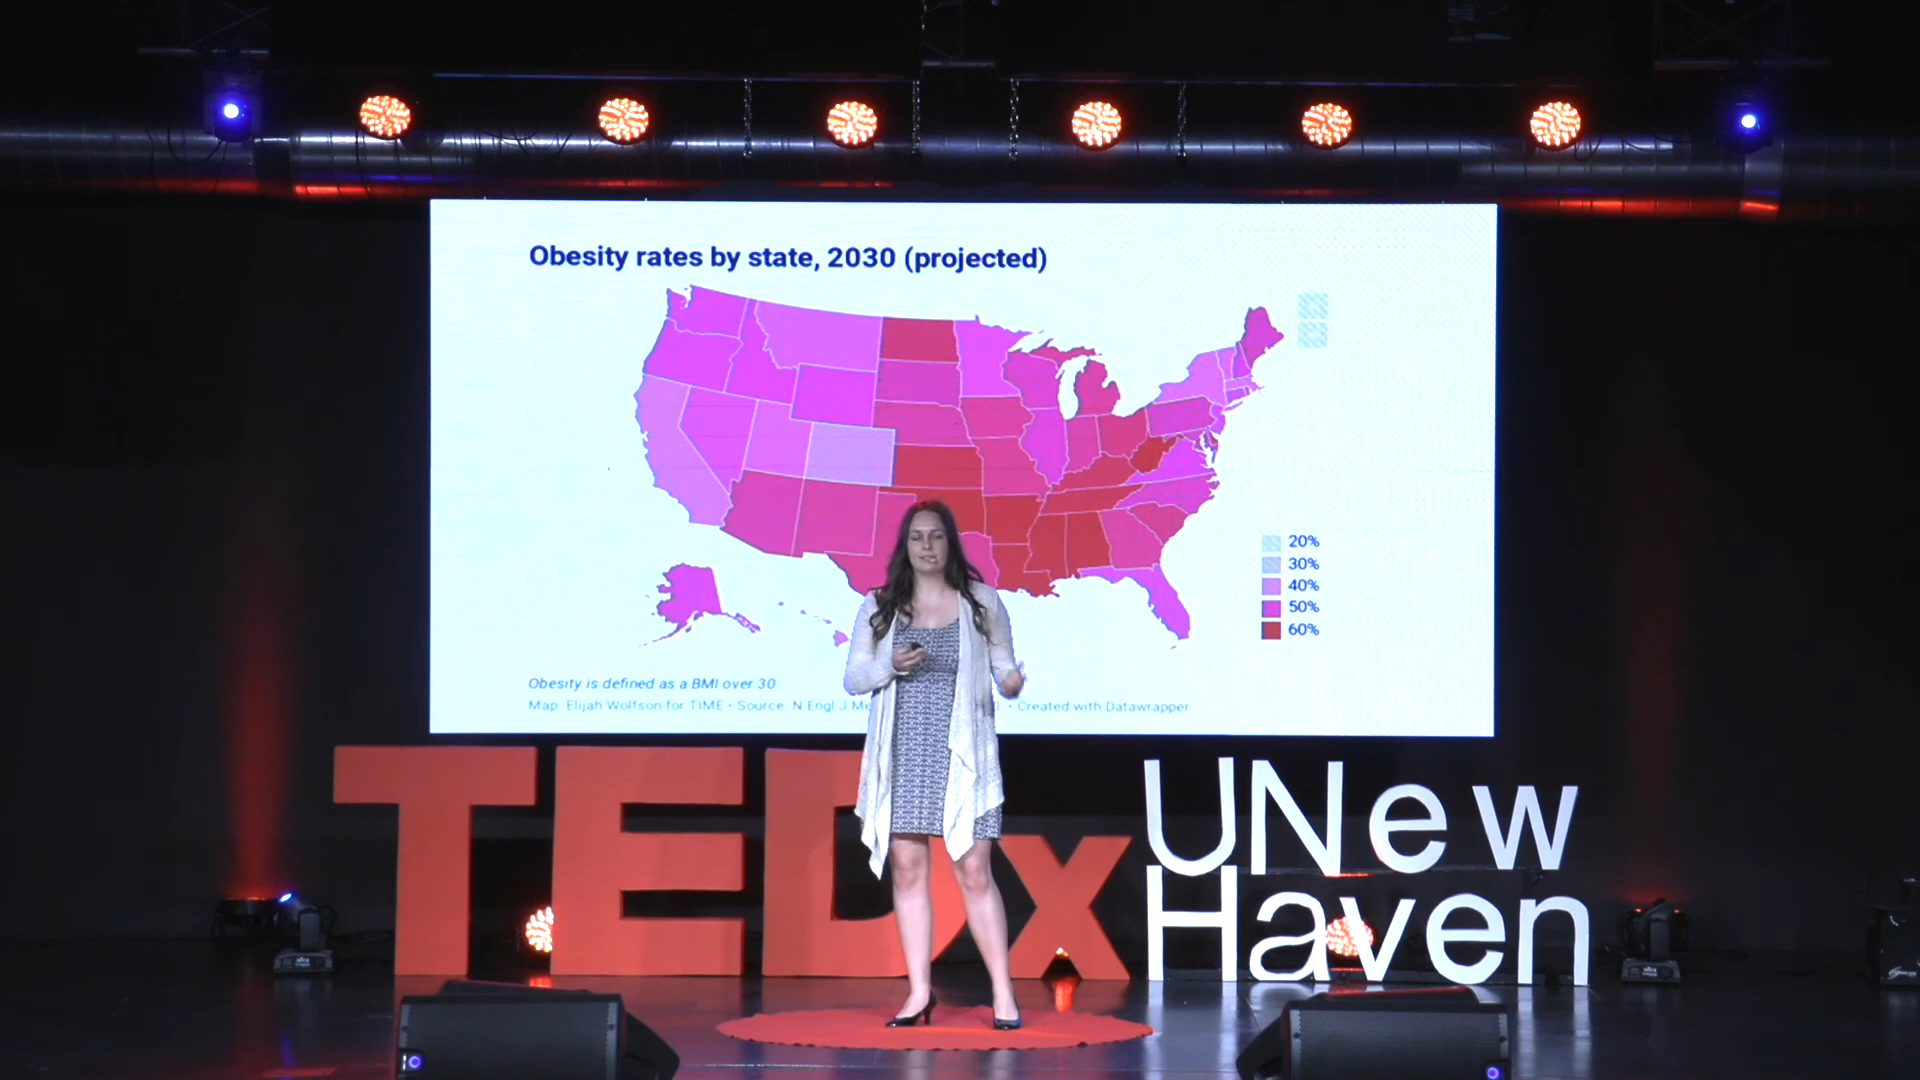 Obesity rates by state, 2030 (projected)
20%
30%
40%
50%
60%
Obesity is defined as a BMI over 30
Map: Elijah Wolfson for TIME • Source: N Engl J • Created with Datawrapper
TEDx
UNew
Haven